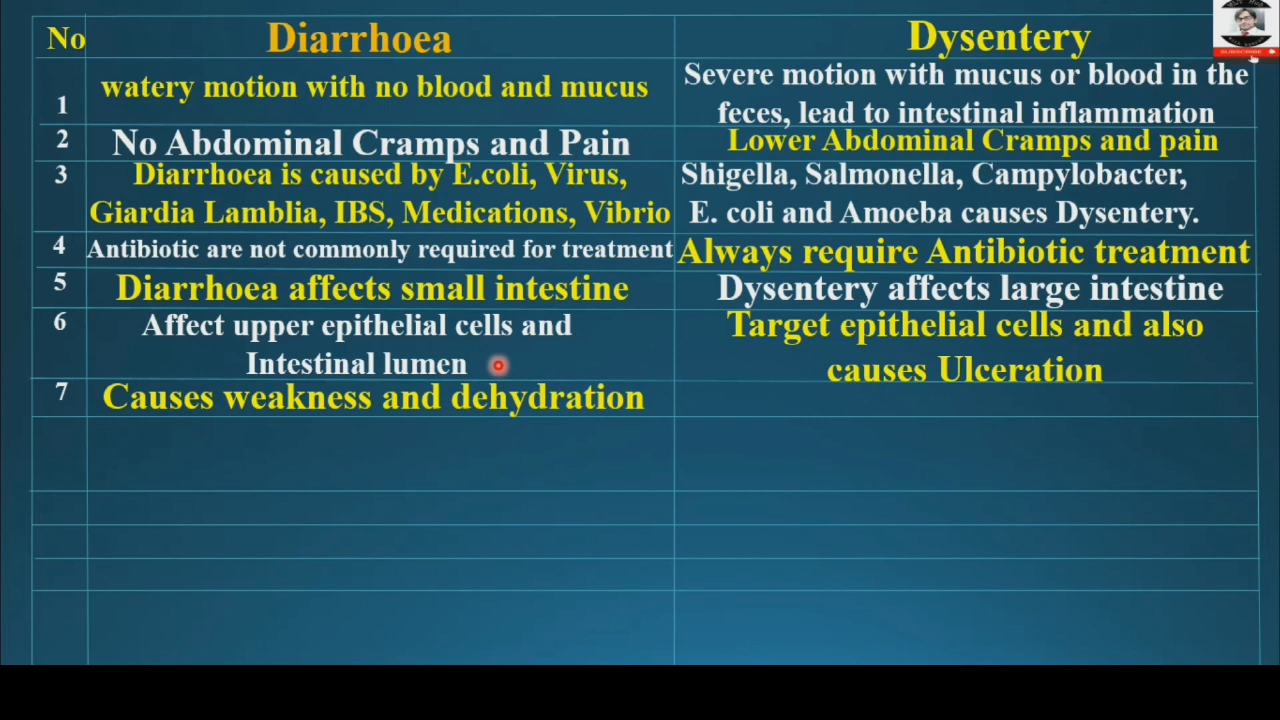 No Diarrhoea Dysentery
1 watery motion with no blood and mucus
Severe motion with mucus or blood in the
feces, lead to intestinal inflammation
2 No Abdominal Cramps and Pain
Lower Abdominal Cramps and pain
3 Diarrhoea is caused by E.coli, Virus,
Giardia Lamblia, IBS, Medications, Vibrio
Shigella, Salmonella, Campylobacter,
E. coli and Amoeba causes Dysentery.
4 Antibiotic are not commonly required for treatment
Always require Antibiotic treatment
5 Diarrhoea affects small intestine
Dysentery affects large intestine
6 Affect upper epithelial cells and
Intestinal lumen
Target epithelial cells and also
causes Ulceration
7 Causes weakness and dehydration
SUBSCRIBE